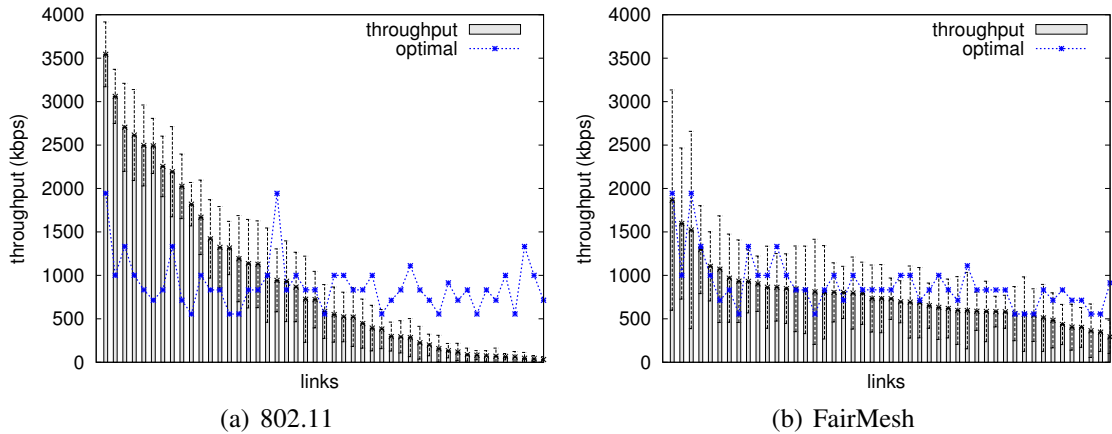 4000
3500
3000
2500
2000
1500
1000
500
0
throughput (kbps)
throughput
optimal
links
(a) 802.11
4000
3500
3000
2500
2000
1500
1000
500
0
throughput (kbps)
throughput
optimal
links
(b) FairMesh